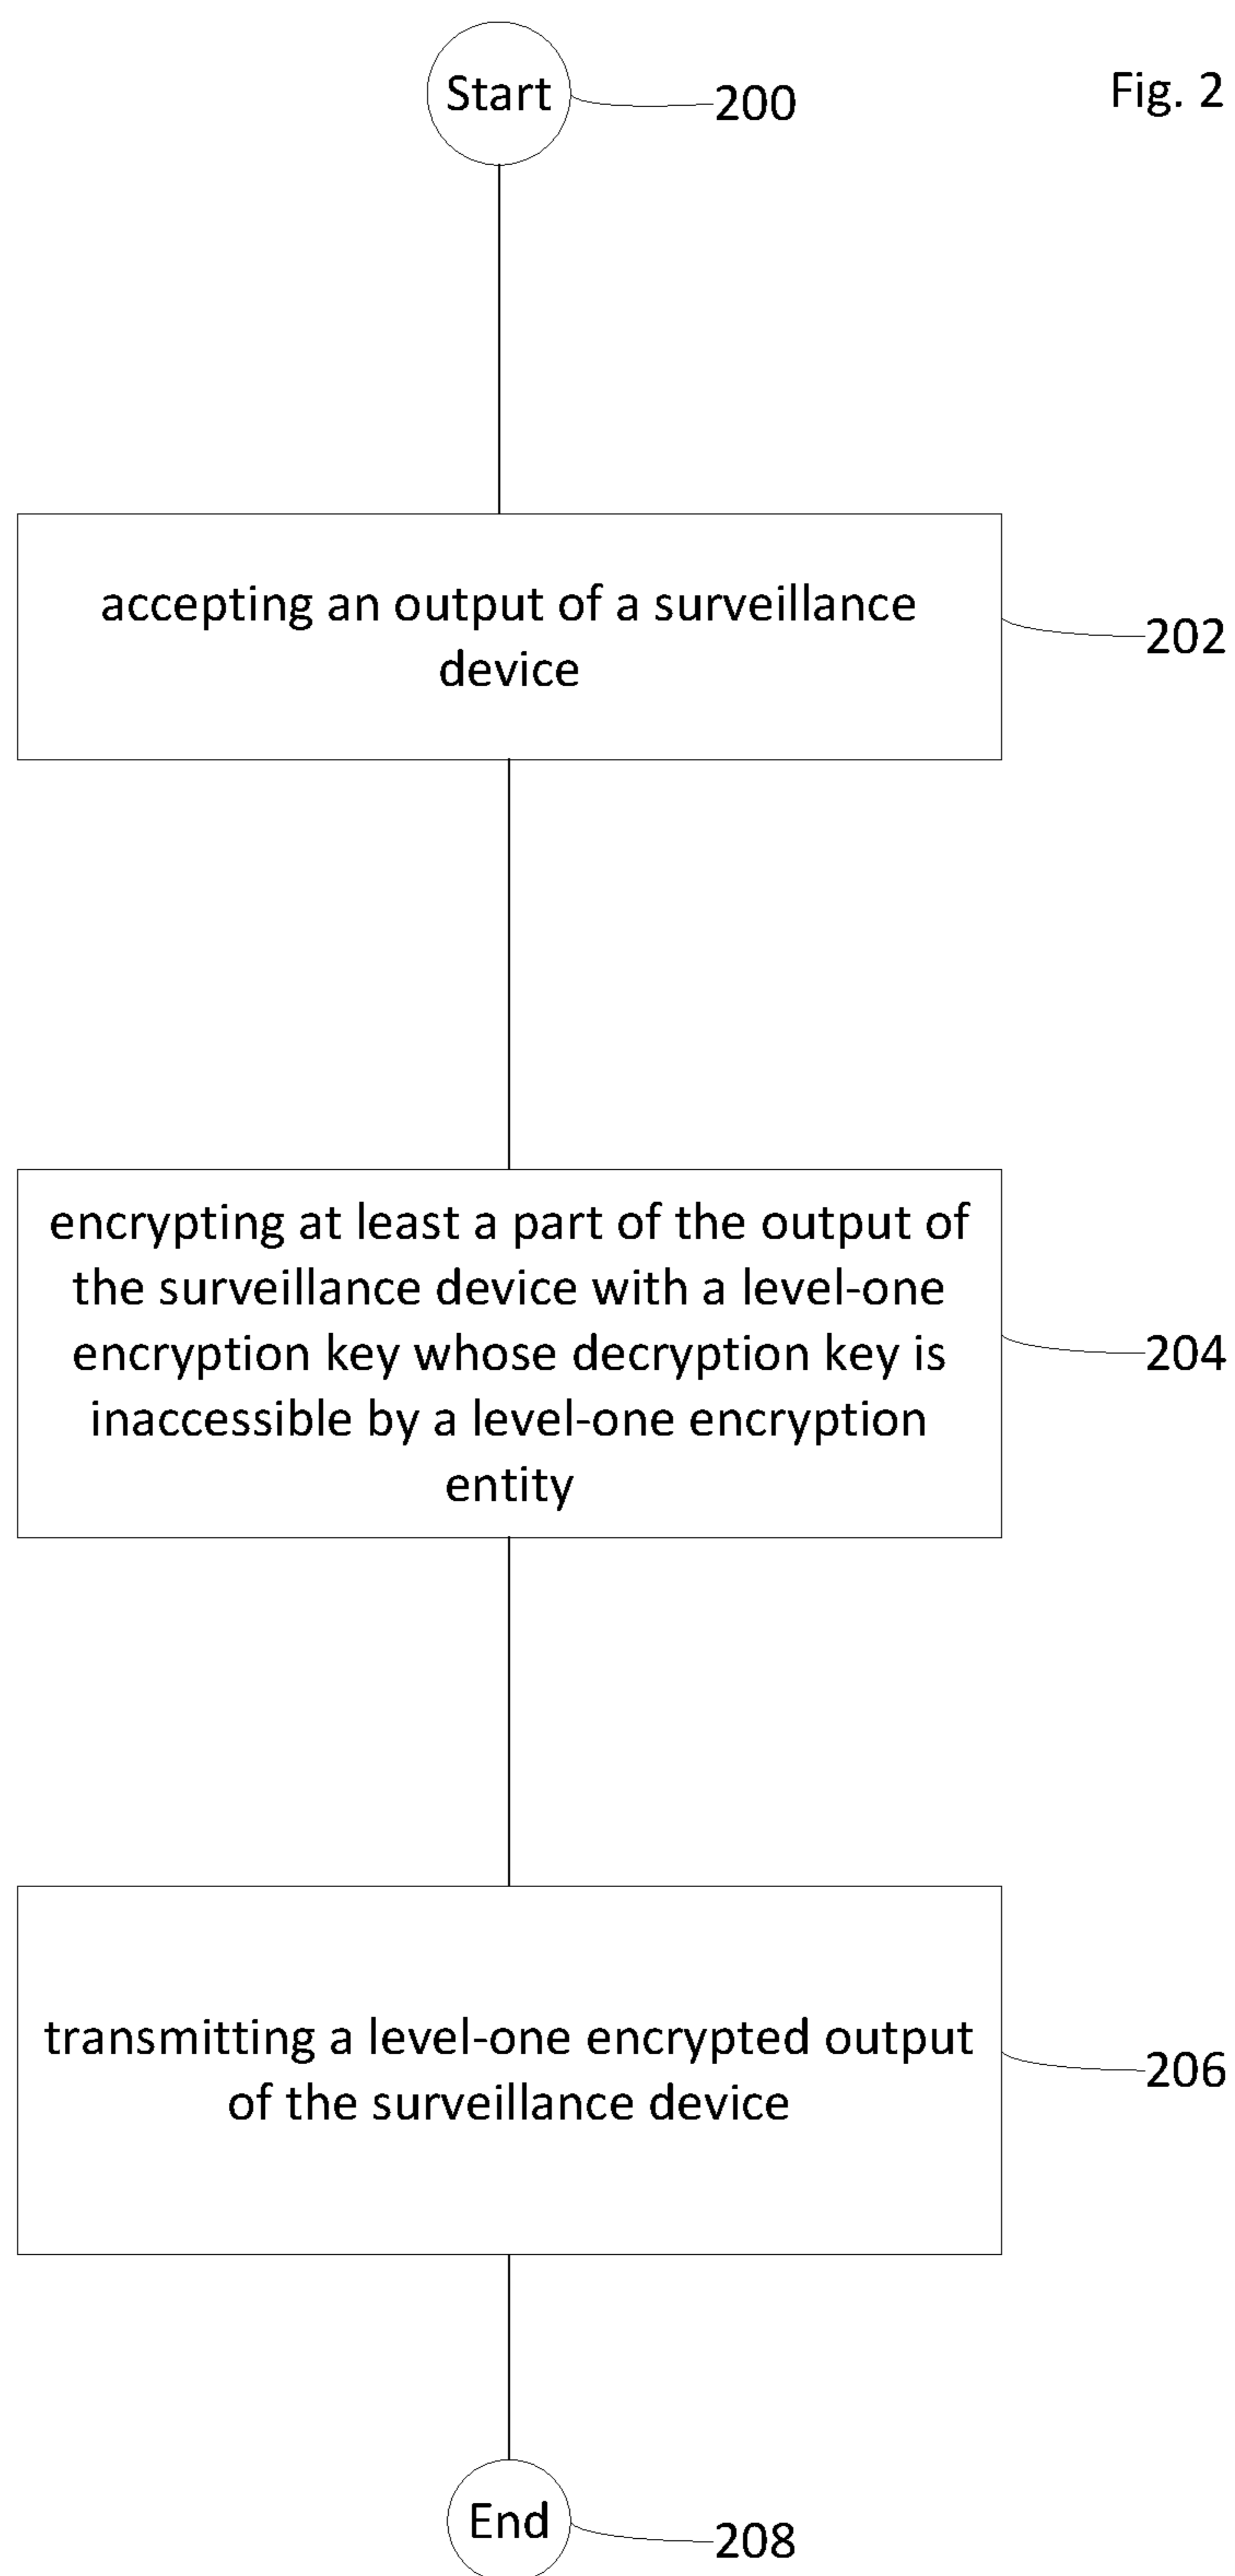 Start
200
Fig. 2
accepting an output of a surveillance
device
202
encrypting at least a part of the output of
the surveillance device with a level-one
encryption key whose decryption key is
inaccessible by a level-one encryption
entity
204
transmitting a level-one encrypted output
of the surveillance device
206
End
208